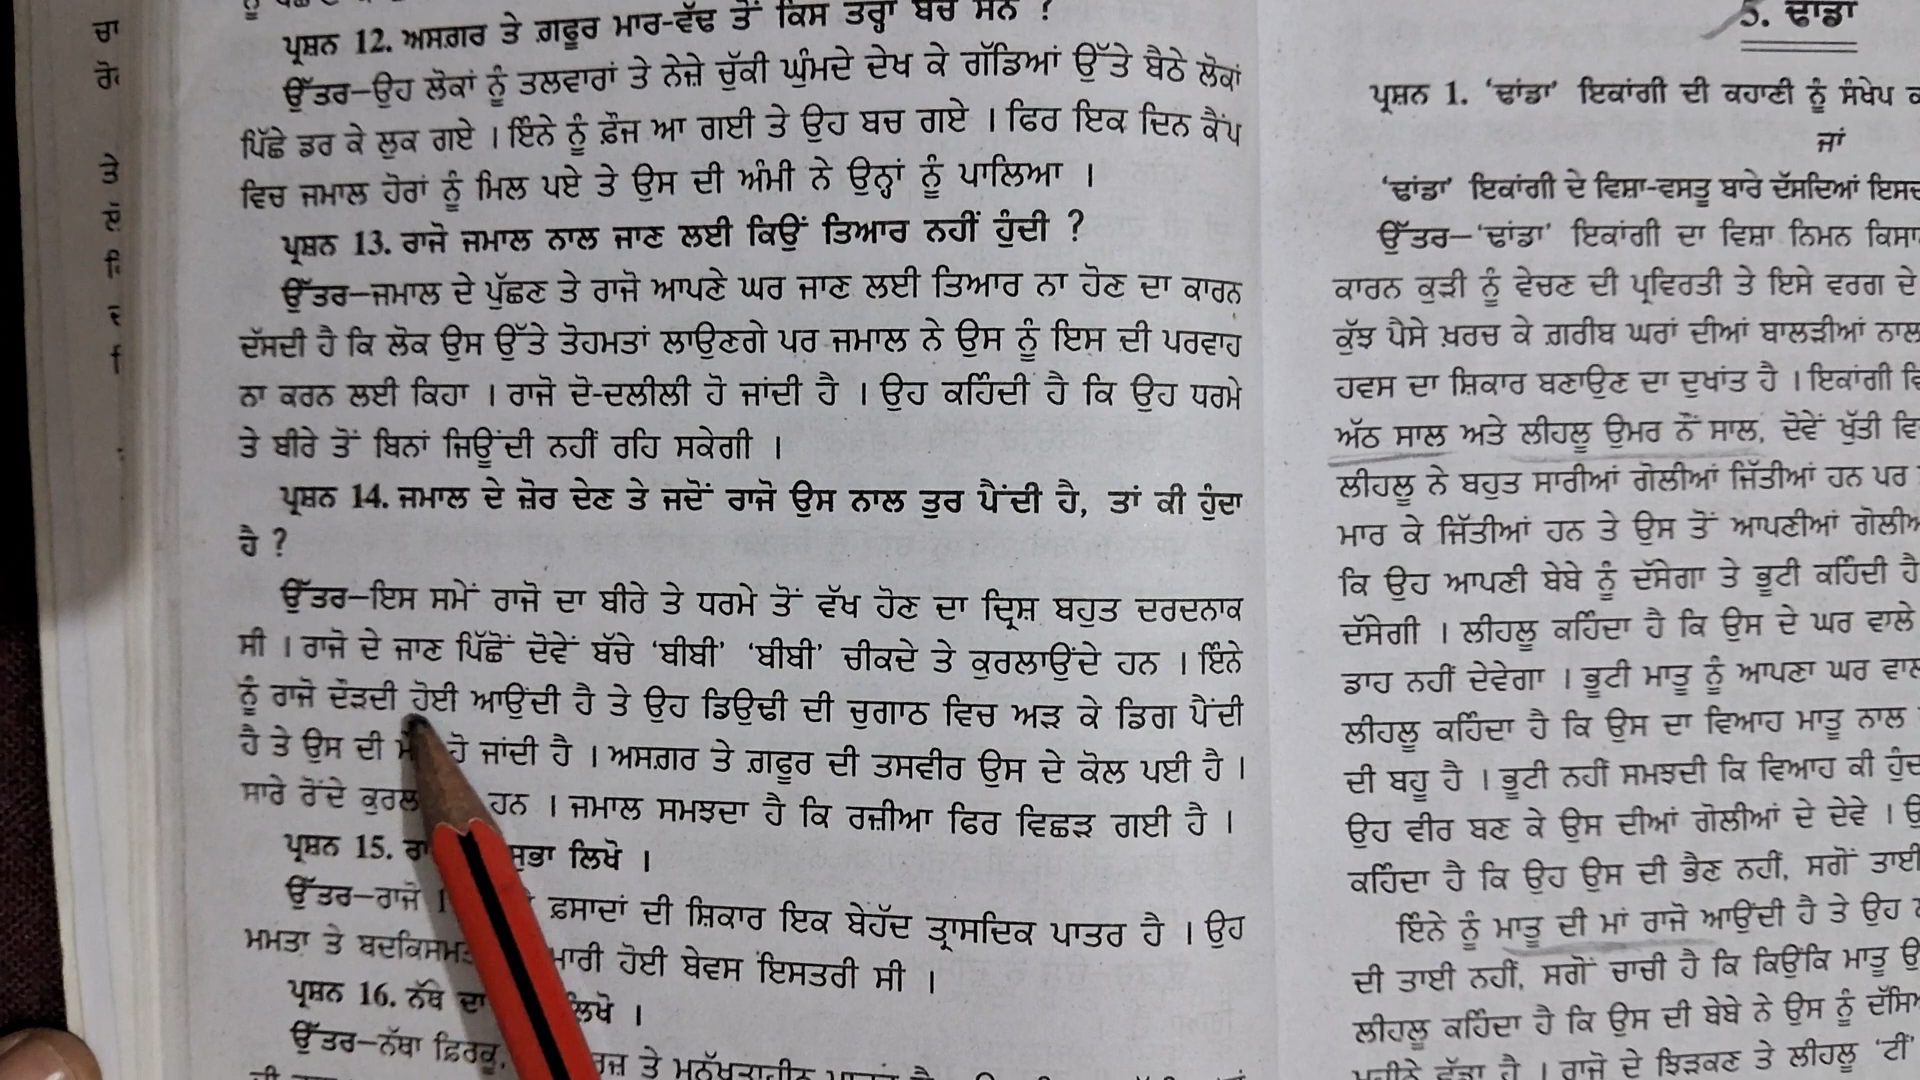 ਪ੍ਰਸ਼ਨ 12. ਅਸਗ਼ਰ ਤੇ ਗ਼ਫ਼ੂਰ ਮਾਰ-ਵੱਢ ਤੋਂ ਕਿਸ ਤਰ੍ਹਾਂ ਬਚੇ ਸਨ ?
ਉੱਤਰ—ਉਹ ਲੋਕਾਂ ਨੂੰ ਤਲਵਾਰਾਂ ਤੇ ਨੇਜ਼ੇ ਚੁੱਕੀ ਘੁੰਮਦੇ ਦੇਖ ਕੇ ਗੱਡਿਆਂ ਉੱਤੇ ਬੈਠੇ ਲੋਕਾਂ
ਪਿੱਛੇ ਡਰ ਕੇ ਲੁਕ ਗਏ । ਇੰਨੇ ਨੂੰ ਫ਼ੌਜ ਆ ਗਈ ਤੇ ਉਹ ਬਚ ਗਏ । ਫਿਰ ਇਕ ਦਿਨ ਕੈਂਪ
ਵਿਚ ਜਮਾਲ ਹੋਰਾਂ ਨੂੰ ਮਿਲ ਪਏ ਤੇ ਉਸ ਦੀ ਅੰਮੀ ਨੇ ਉਨ੍ਹਾਂ ਨੂੰ ਪਾਲਿਆ ।
ਪ੍ਰਸ਼ਨ 13. ਰਾਜੋ ਜਮਾਲ ਨਾਲ ਜਾਣ ਲਈ ਕਿਉਂ ਤਿਆਰ ਨਹੀਂ ਹੁੰਦੀ ?
ਉੱਤਰ—ਜਮਾਲ ਦੇ ਪੁੱਛਣ ਤੇ ਰਾਜੋ ਆਪਣੇ ਘਰ ਜਾਣ ਲਈ ਤਿਆਰ ਨਾ ਹੋਣ ਦਾ ਕਾਰਨ
ਦੱਸਦੀ ਹੈ ਕਿ ਲੋਕ ਉਸ ਉੱਤੇ ਤੋਹਮਤਾਂ ਲਾਉਣਗੇ ਪਰ ਜਮਾਲ ਨੇ ਉਸ ਨੂੰ ਇਸ ਦੀ ਪਰਵਾਹ
ਨਾ ਕਰਨ ਲਈ ਕਿਹਾ । ਰਾਜੋ ਦੋ-ਦਲੀਲੀ ਹੋ ਜਾਂਦੀ ਹੈ । ਉਹ ਕਹਿੰਦੀ ਹੈ ਕਿ ਉਹ ਧਰਮੇ
ਤੇ ਬੀਰੇ ਤੋਂ ਬਿਨਾਂ ਜਿਊਂਦੀ ਨਹੀਂ ਰਹਿ ਸਕੇਗੀ ।
ਪ੍ਰਸ਼ਨ 14. ਜਮਾਲ ਦੇ ਜ਼ੋਰ ਦੇਣ ਤੇ ਜਦੋਂ ਰਾਜੋ ਉਸ ਨਾਲ ਤੁਰ ਪੈਂਦੀ ਹੈ, ਤਾਂ ਕੀ ਹੁੰਦਾ
ਹੈ ?
ਉੱਤਰ—ਇਸ ਸਮੇਂ ਰਾਜੋ ਦਾ ਬੀਰੇ ਤੇ ਧਰਮੇ ਤੋਂ ਵੱਖ ਹੋਣ ਦਾ ਦ੍ਰਿਸ਼ ਬਹੁਤ ਦਰਦਨਾਕ
ਸੀ । ਰਾਜੋ ਦੇ ਜਾਣ ਪਿੱਛੋਂ ਦੋਵੇਂ ਬੱਚੇ ‘ਬੀਬੀ’ ‘ਬੀਬੀ’ ਚੀਕਦੇ ਤੇ ਕੁਰਲਾਉਂਦੇ ਹਨ । ਇੰਨੇ
ਨੂੰ ਰਾਜੋ ਦੌੜਦੀ ਹੋਈ ਆਉਂਦੀ ਹੈ ਤੇ ਉਹ ਡਿਉਢੀ ਦੀ ਚੁਗਾਠ ਵਿਚ ਅੜ ਕੇ ਡਿਗ ਪੈਂਦੀ
ਹੈ ਤੇ ਉਸ ਦੀ ਹੋ ਜਾਂਦੀ ਹੈ । ਅਸਗ਼ਰ ਤੇ ਗ਼ਫ਼ੂਰ ਦੀ ਤਸਵੀਰ ਉਸ ਦੇ ਕੋਲ ਪਈ ਹੈ ।
ਸਾਰੇ ਰੋਂਦੇ ਹਨ । ਜਮਾਲ ਸਮਝਦਾ ਹੈ ਕਿ ਰਜ਼ੀਆ ਫਿਰ ਵਿਛੜ ਗਈ ਹੈ ।
ਪ੍ਰਸ਼ਨ 15. ਸੁਭਾ ਲਿਖੋ ।
ਉੱਤਰ—ਰਾਜੋ ਫ਼ਸਾਦਾਂ ਦੀ ਸ਼ਿਕਾਰ ਇਕ ਬੇਹੱਦ ਤ੍ਰਾਸਦਿਕ ਪਾਤਰ ਹੈ । ਉਹ
ਮਮਤਾ ਤੇ ਮਾਰੀ ਹੋਈ ਬੇਵਸ ਇਸਤਰੀ ਸੀ ।
ਪ੍ਰਸ਼ਨ 16. ਨੱਥੇ ਦਾ ਲਿਖੋ ।
ਉੱਤਰ—ਨੱਥਾ ਫ਼ਿਰਕੂ, ਤੇ ਮਨੁੱਖਤਾਹੀਨ
5. ਢਾਂਡਾ
ਪ੍ਰਸ਼ਨ 1. ‘ਢਾਂਡਾ’ ਇਕਾਂਗੀ ਦੀ ਕਹਾਣੀ ਨੂੰ ਸੰਖੇਪ
ਜਾਂ
‘ਢਾਂਡਾ’ ਇਕਾਂਗੀ ਦੇ ਵਿਸ਼ਾ-ਵਸਤੂ ਬਾਰੇ ਦੱਸਦਿਆਂ
ਉੱਤਰ—‘ਢਾਂਡਾ’ ਇਕਾਂਗੀ ਦਾ ਵਿਸ਼ਾ ਨਿਮਨ
ਕਾਰਨ ਕੁੜੀ ਨੂੰ ਵੇਚਣ ਦੀ ਪ੍ਰਵਿਰਤੀ ਤੇ ਇਸੇ ਵਰਗ ਦੇ
ਕੁੱਝ ਪੈਸੇ ਖ਼ਰਚ ਕੇ ਗ਼ਰੀਬ ਘਰਾਂ ਦੀਆਂ ਬਾਲੜੀਆਂ ਨਾਲ
ਹਵਸ ਦਾ ਸ਼ਿਕਾਰ ਬਣਾਉਣ ਦਾ ਦੁਖਾਂਤ ਹੈ । ਇਕਾਂਗੀ
ਅੱਠ ਸਾਲ ਅਤੇ ਲੀਹਲੂ ਉਮਰ ਨੌਂ ਸਾਲ, ਦੋਵੇਂ ਖੁੱਤੀ
ਲੀਹਲੂ ਨੇ ਬਹੁਤ ਸਾਰੀਆਂ ਗੋਲੀਆਂ ਜਿੱਤੀਆਂ ਹਨ ਪਰ
ਮਾਰ ਕੇ ਜਿੱਤੀਆਂ ਹਨ ਤੇ ਉਸ ਤੋਂ ਆਪਣੀਆਂ
ਕਿ ਉਹ ਆਪਣੀ ਬੇਬੇ ਨੂੰ ਦੱਸੇਗਾ ਤੇ ਭੂਟੀ ਕਹਿੰਦੀ ਹੈ
ਦੱਸੇਗੀ । ਲੀਹਲੂ ਕਹਿੰਦਾ ਹੈ ਕਿ ਉਸ ਦੇ ਘਰ ਵਾਲੇ
ਡਾਹ ਨਹੀਂ ਦੇਵੇਗਾ । ਭੂਟੀ ਮਾਤੂ ਨੂੰ ਆਪਣਾ ਘਰ
ਲੀਹਲੂ ਕਹਿੰਦਾ ਹੈ ਕਿ ਉਸ ਦਾ ਵਿਆਹ ਮਾਤੂ ਨਾਲ
ਦੀ ਬਹੂ ਹੈ । ਭੂਟੀ ਨਹੀਂ ਸਮਝਦੀ ਕਿ ਵਿਆਹ ਕੀ
ਉਹ ਵੀਰ ਬਣ ਕੇ ਉਸ ਦੀਆਂ ਗੋਲੀਆਂ ਦੇ ਦੇਵੇ ।
ਕਹਿੰਦਾ ਹੈ ਕਿ ਉਹ ਉਸ ਦੀ ਭੈਣ ਨਹੀਂ, ਸਗੋਂ ਤਾਈ
ਇੰਨੇ ਨੂੰ ਮਾਤੂ ਦੀ ਮਾਂ ਰਾਜੋ ਆਉਂਦੀ ਹੈ ਤੇ ਉਹ
ਦੀ ਤਾਈ ਨਹੀਂ, ਸਗੋਂ ਚਾਚੀ ਹੈ ਕਿ ਕਿਉਂਕਿ ਮਾਤੂ
ਲੀਹਲੂ ਕਹਿੰਦਾ ਹੈ ਕਿ ਉਸ ਦੀ ਬੇਬੇ ਨੇ ਉਸ ਨੂੰ
ਵੱਡਾ ਹੈ । ਰਾਜੋ ਦੇ ਝਿੜਕਣ ਤੇ ਲੀਹਲੂ ‘ਟੀਂ’